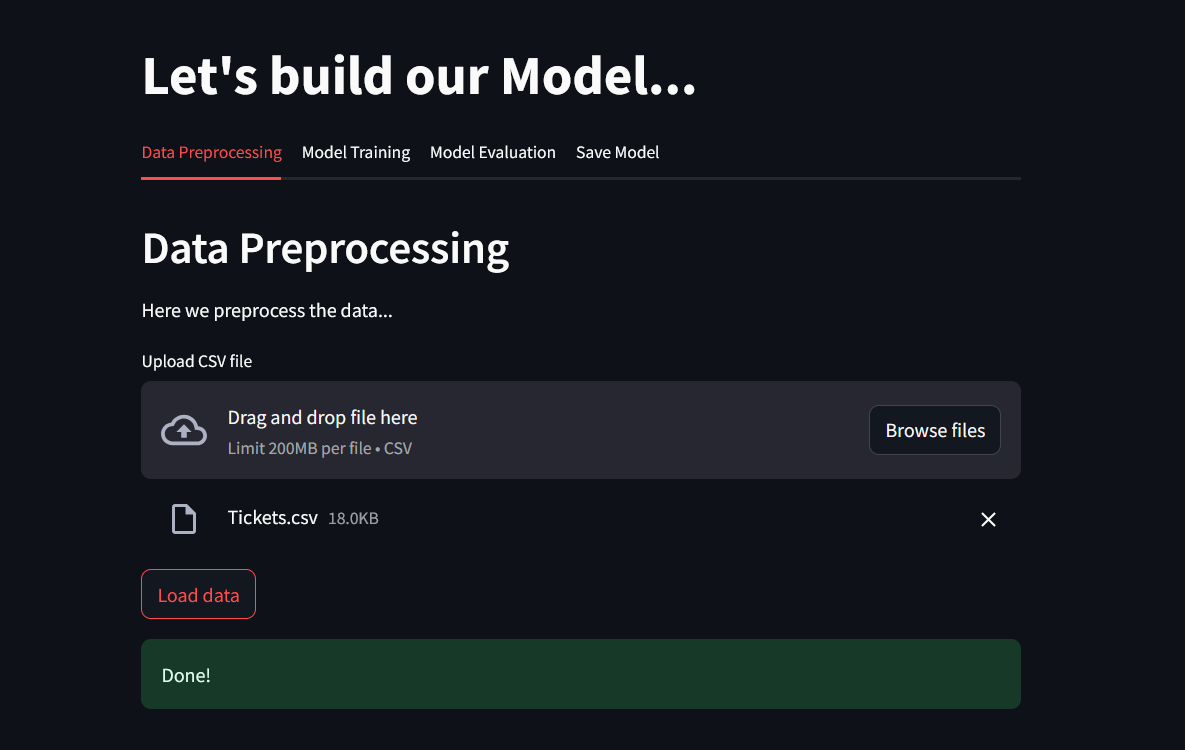 Let's build our Model...
Data Preprocessing Model Training Model Evaluation Save Model
Data Preprocessing
Here we preprocess the data...
Upload CSV file
Drag and drop file here
Limit 200MB per file • CSV
Browse files
Tickets.csv 18.0KB
Load data
Done!